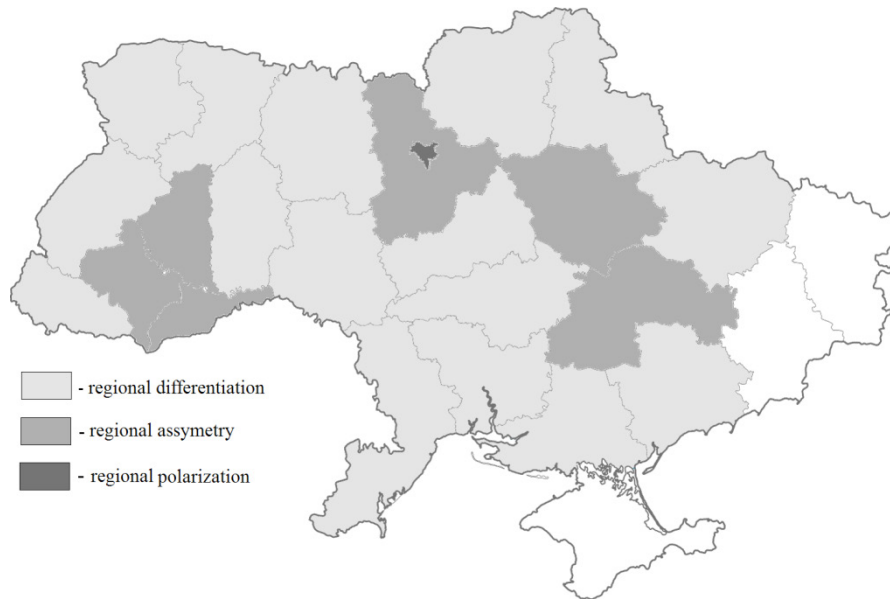 - regional differentiation
- regional assymetry
- regional polarization